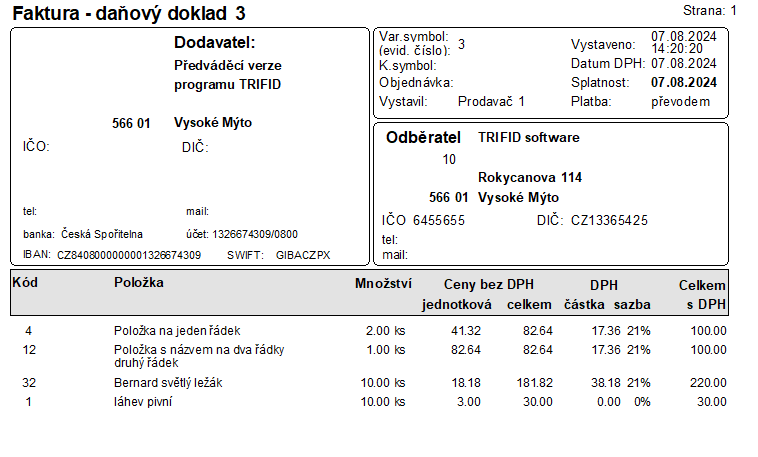 Faktura - daňový doklad 3
Strana: 1
Dodavatel:
Předváděcí verze
programu TRIFID
566 01 Vysoké Mýto
IČO: DIČ:
tel: mail:
banka: Česká Spořitelna účet: 1326674309/0800
IBAN: CZ8408000000001326674309 SWIFT: GIBACZPX
Var.symbol:
(evid. číslo): 3
K.symbol:
Objednávka:
Vystavil: Prodavač 1
Vystaveno: 07.08.2024
14:20:20
Datum DPH: 07.08.2024
Splatnost: 07.08.2024
Platba: převodem
Odběratel TRIFID software
10
Rokycanova 114
566 01 Vysoké Mýto
IČO 6455655 DIČ: CZ13365425
tel:
mail:
Kód Položka Množství Ceny bez DPH DPH Celkem
jednotková celkem částka sazba s DPH
4 Položka na jeden řádek 2.00 ks 41.32 82.64 17.36 21% 100.00
12 Položka s názvem na dva řádky 1.00 ks 82.64 82.64 17.36 21% 100.00
druhý řádek
32 Bernard světlý ležák 10.00 ks 18.18 181.82 38.18 21% 220.00
1 láhev pivní 10.00 ks 3.00 30.00 0.00 0% 30.00